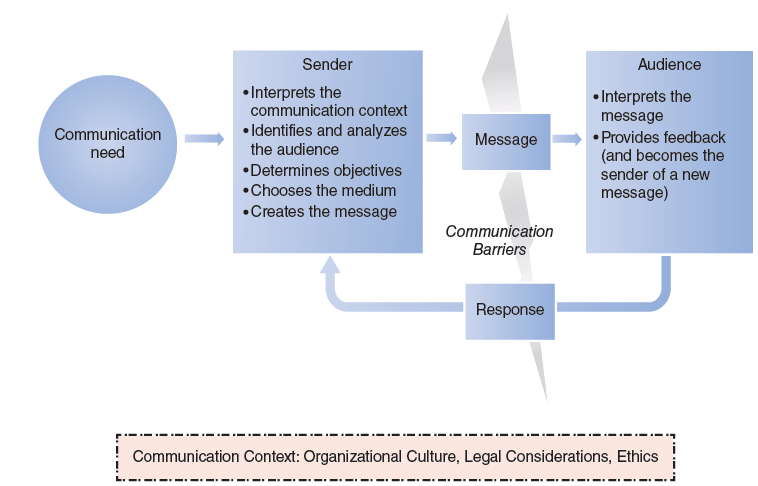 Communication
need
Sender
•Interprets the
communication context
•Identifies and analyzes
the audience
•Determines objectives
•Chooses the medium
•Creates the message
Message
Audience
•Interprets the
message
•Provides feedback
(and becomes the
sender of a new
message)
Communication
Barriers
Response
Communication Context: Organizational Culture, Legal Considerations, Ethics